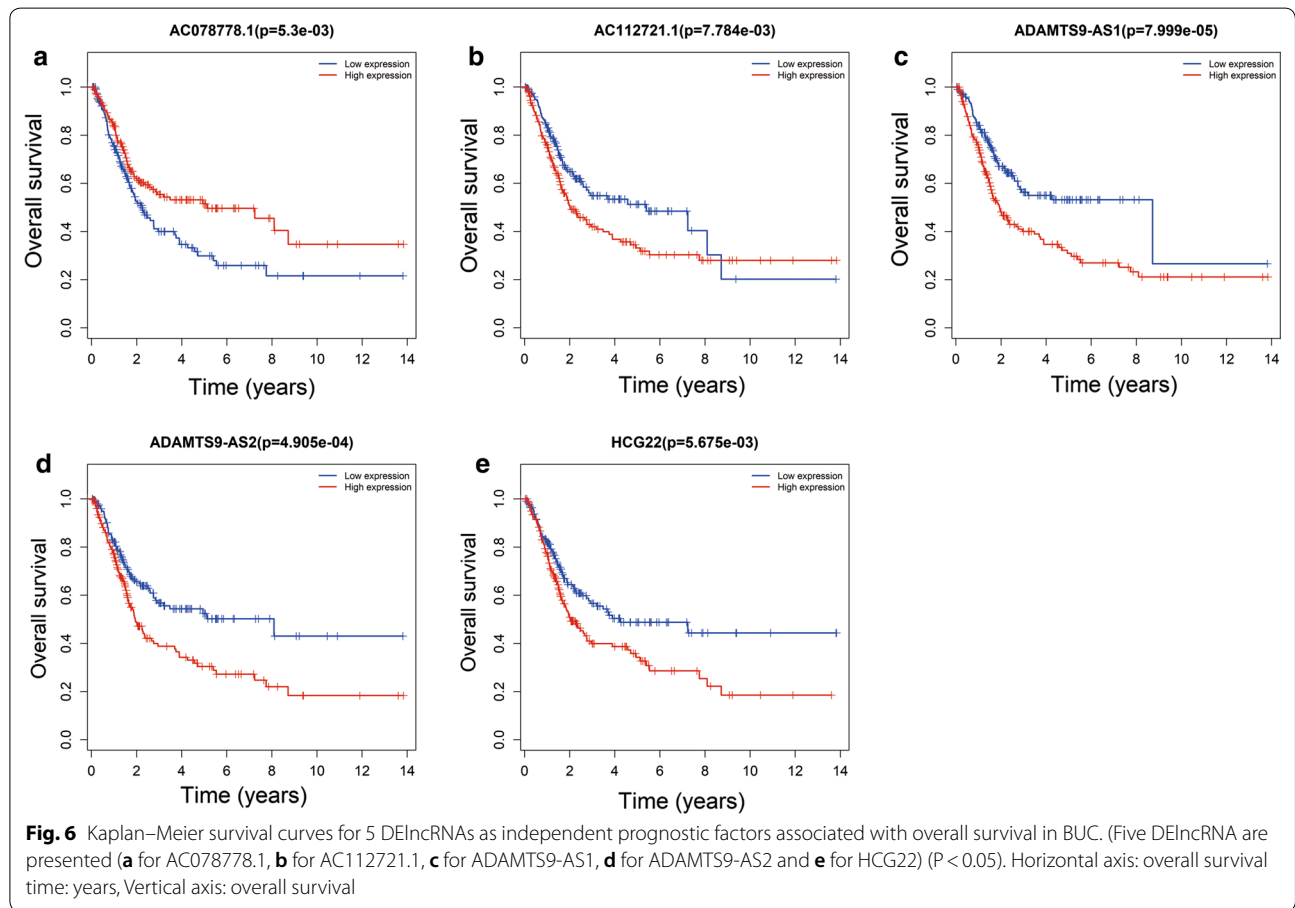 AC078778.1(p=5.3e-03)
a
Low expression
High expression
Overall survival
1.0
0.8
0.6
0.4
0.2
0.0
0 2 4 6 8 10 12 14
Time (years)
AC112721.1(p=7.784e-03)
b
Low expression
High expression
Overall survival
1.0
0.8
0.6
0.4
0.2
0.0
0 2 4 6 8 10 12 14
Time (years)
ADAMTS9-AS1(p=7.999e-05)
c
Low expression
High expression
Overall survival
1.0
0.8
0.6
0.4
0.2
0.0
0 2 4 6 8 10 12 14
Time (years)
ADAMTS9-AS2(p=4.905e-04)
d
Low expression
High expression
Overall survival
1.0
0.8
0.6
0.4
0.2
0.0
0 2 4 6 8 10 12 14
Time (years)
HCG22(p=5.675e-03)
e
Low expression
High expression
Overall survival
1.0
0.8
0.6
0.4
0.2
0.0
0 2 4 6 8 10 12 14
Time (years)
Fig. 6 Kaplan–Meier survival curves for 5 DElncRNAs as independent prognostic factors associated with overall survival in BUC. (Five DElncRNA are
presented (a for AC078778.1, b for AC112721.1, c for ADAMTS9-AS1, d for ADAMTS9-AS2 and e for HCG22) (P < 0.05). Horizontal axis: overall survival
time: years, Vertical axis: overall survival